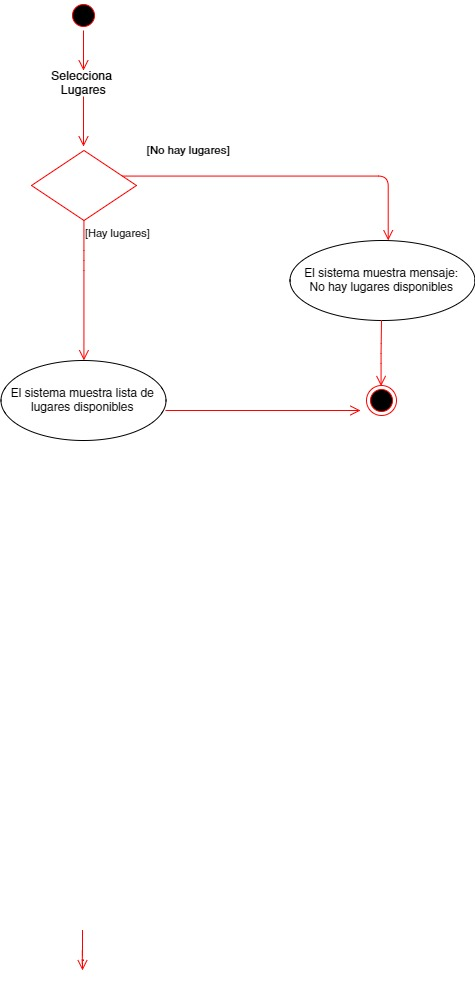 Selecciona
Lugares
[No hay lugares]
[Hay lugares]
El sistema muestra mensaje:
No hay lugares disponibles
El sistema muestra lista de
lugares disponibles